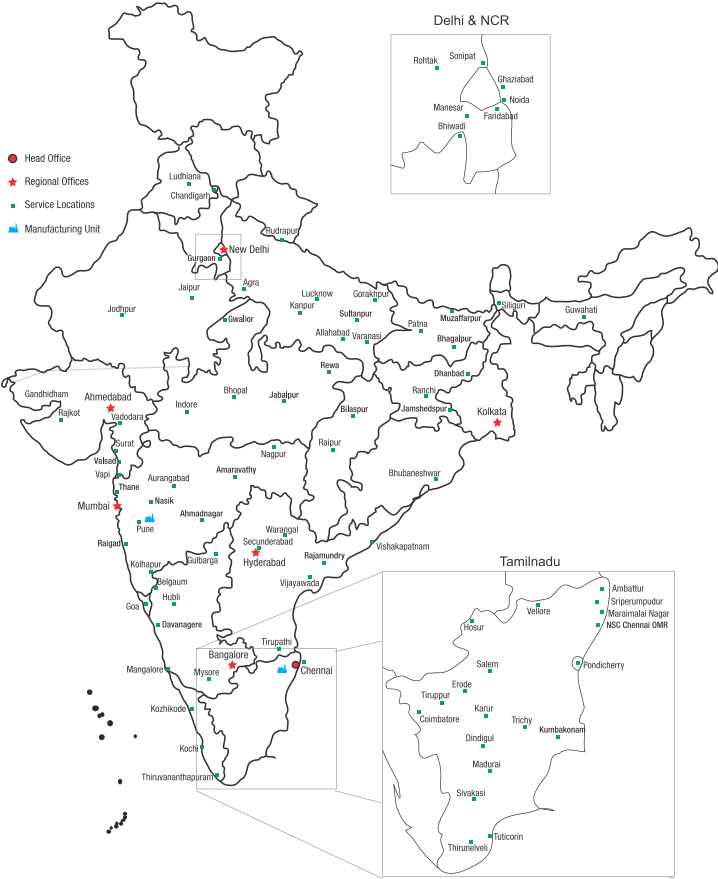 Delhi & NCR
Rohtak
Sonipat
Ghaziabad
Noida
Manesar
Faridabad
Bhiwadi
Head Office
Regional Offices
Service Locations
Manufacturing Unit
Ludhiana
Chandigarh
Rudrapur
New Delhi
Gurgaon
Agra
Jaipur
Lucknow
Gorakhpur
Jodhpur
Kanpur
Sultanpur
Gwalior
Muzaffarpur
Siliguri
Guwahati
Patna
Allahabad
Varanasi
Bhagalpur
Rewa
Dhanbad
Gandhidham
Ahmedabad
Bhopal
Jabalpur
Ranchi
Indore
Bilaspur
Jamshedspur
Kolkata
Rajkot
Vadodara
Surat
Raipur
Nagpur
Valsad
Vapi
Aurangabad
Amaravathy
Bhubaneshwar
Thane
Nasik
Mumbai
Ahmadnagar
Pune
Warangal
Raigad
Secunderabad
Vishakapatnam
Gulbarga
Hyderabad
Rajamundry
Kolhapur
Belgaum
Vijayawada
Hubli
Goa
Davanagere
Tirupathi
Bangalore
Mangalore
Mysore
Chennai
Kozhikode
Kochi
Thiruvananthapuram
Tamilnadu
Ambattur
Vellore
Sriperumpudur
Maraimalai Nagar
Hosur
NSC Chennai OMR
Salem
Pondicherry
Erode
Tiruppur
Karur
Coimbatore
Trichy
Kumbakonam
Dindigul
Madurai
Sivakasi
Tuticorin
Thirunelveli